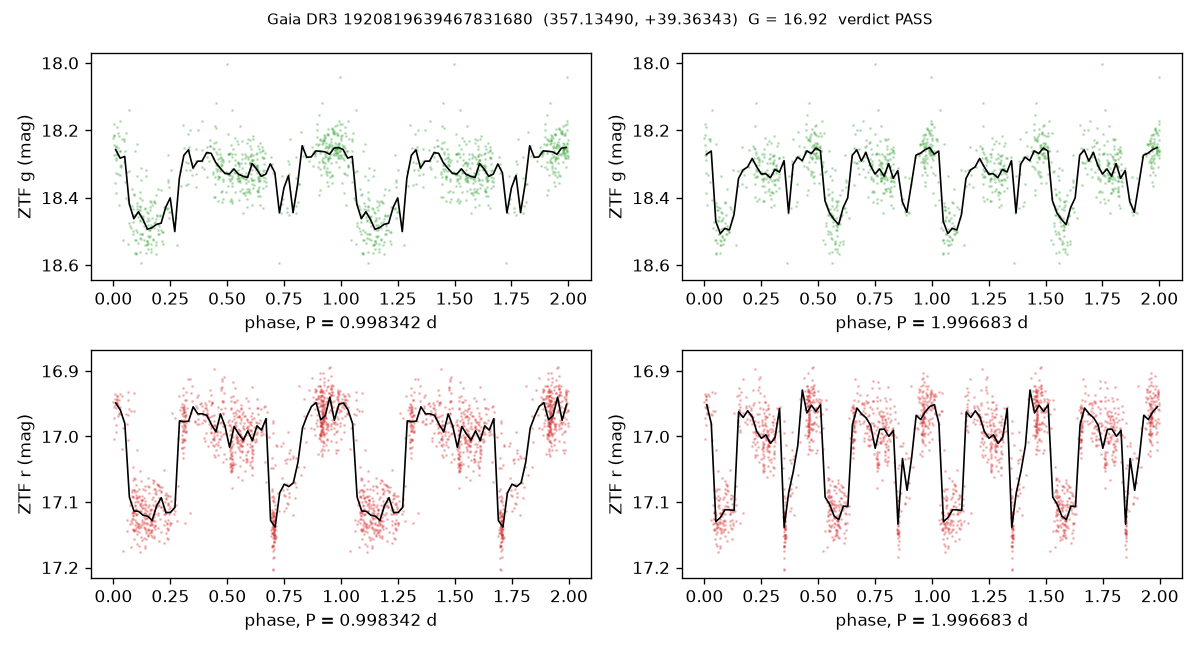 Gaia DR3 1920819639467831680  (357.13490, +39.36343)  G = 16.92  verdict PASS
ZTF g (mag)
18.0
18.2
18.4
18.6
0.00 0.25 0.50 0.75 1.00 1.25 1.50 1.75 2.00
phase, P = 0.998342 d
ZTF g (mag)
18.0
18.2
18.4
18.6
0.00 0.25 0.50 0.75 1.00 1.25 1.50 1.75 2.00
phase, P = 1.996683 d
ZTF r (mag)
16.9
17.0
17.1
17.2
0.00 0.25 0.50 0.75 1.00 1.25 1.50 1.75 2.00
phase, P = 0.998342 d
ZTF r (mag)
16.9
17.0
17.1
17.2
0.00 0.25 0.50 0.75 1.00 1.25 1.50 1.75 2.00
phase, P = 1.996683 d